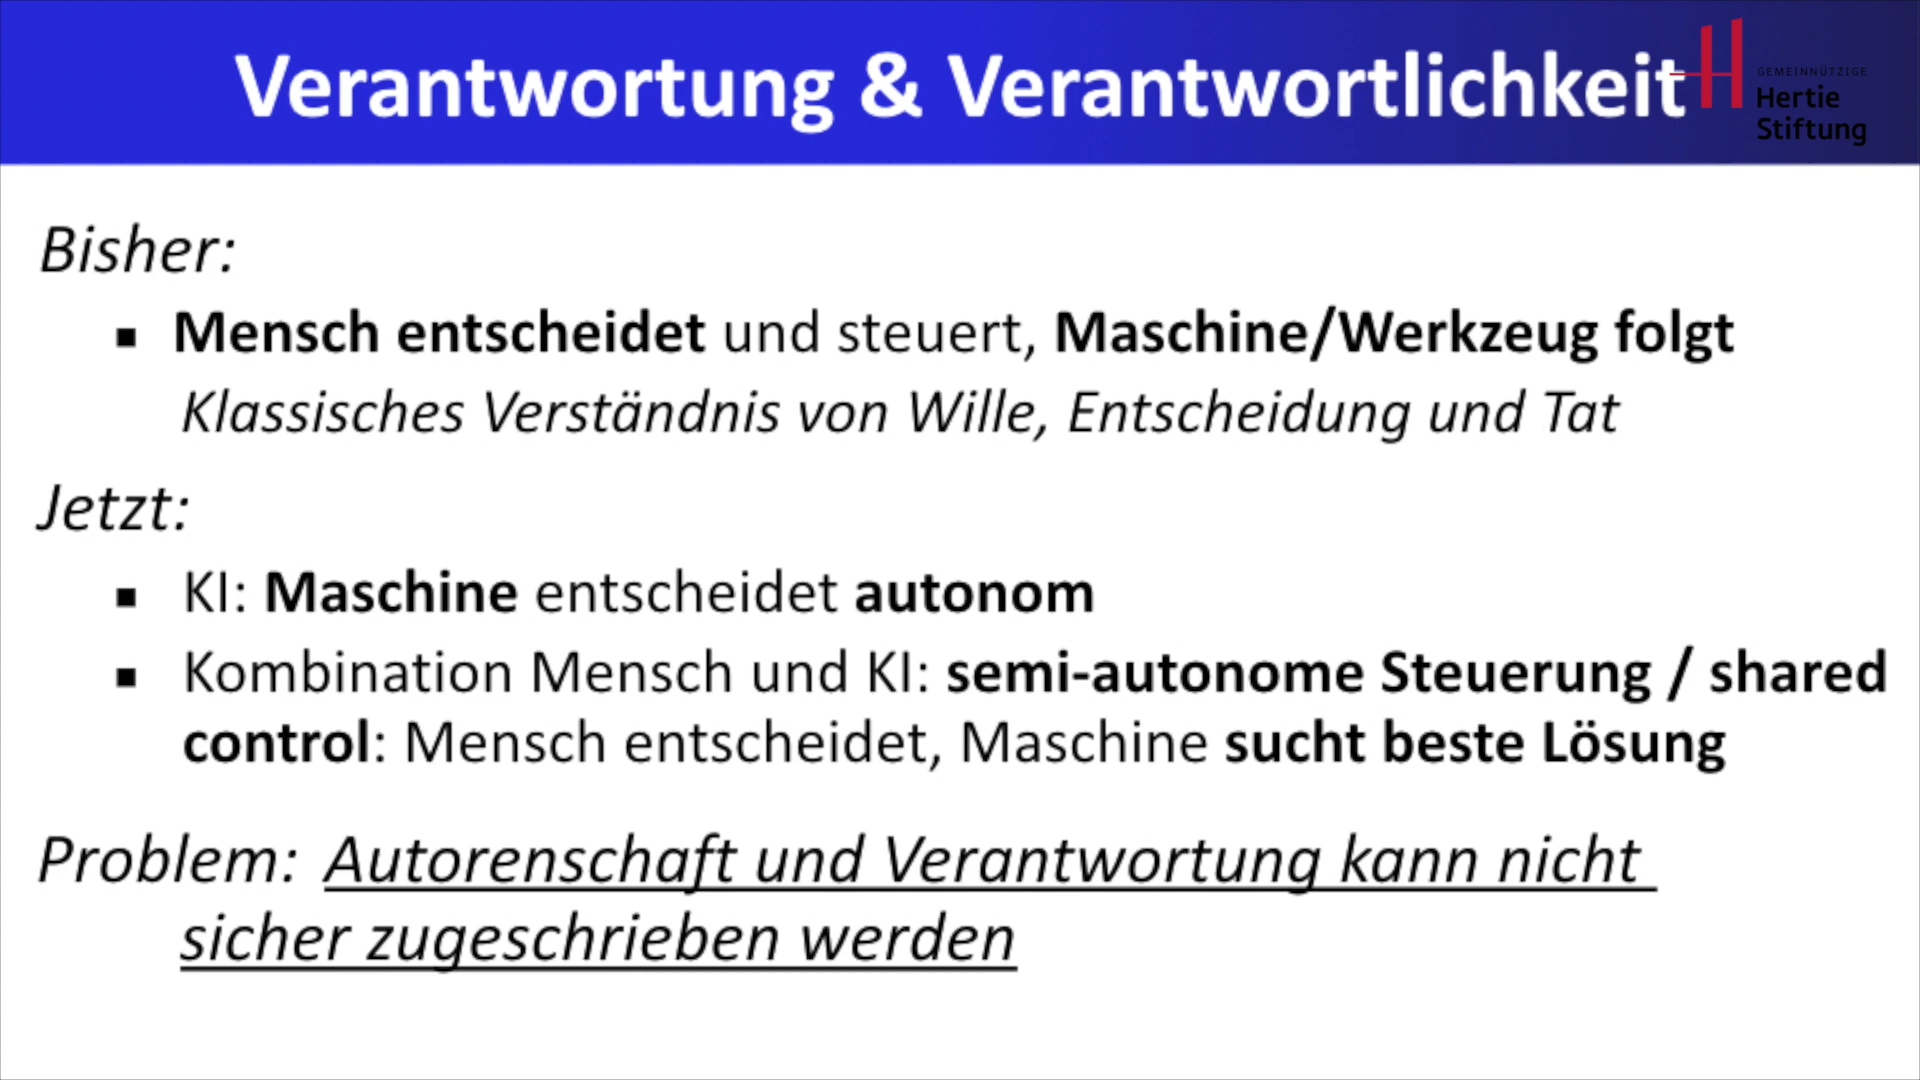 Verantwortung & Verantwortlichkeit
GEMEINNÜTZIGE
Hertie
Stiftung
Bisher:
▪ Mensch entscheidet und steuert, Maschine/Werkzeug folgt
Klassisches Verständnis von Wille, Entscheidung und Tat
Jetzt:
▪ KI: Maschine entscheidet autonom
▪ Kombination Mensch und KI: semi-autonome Steuerung / shared
control: Mensch entscheidet, Maschine sucht beste Lösung
Problem: Autorenschaft und Verantwortung kann nicht
sicher zugeschrieben werden